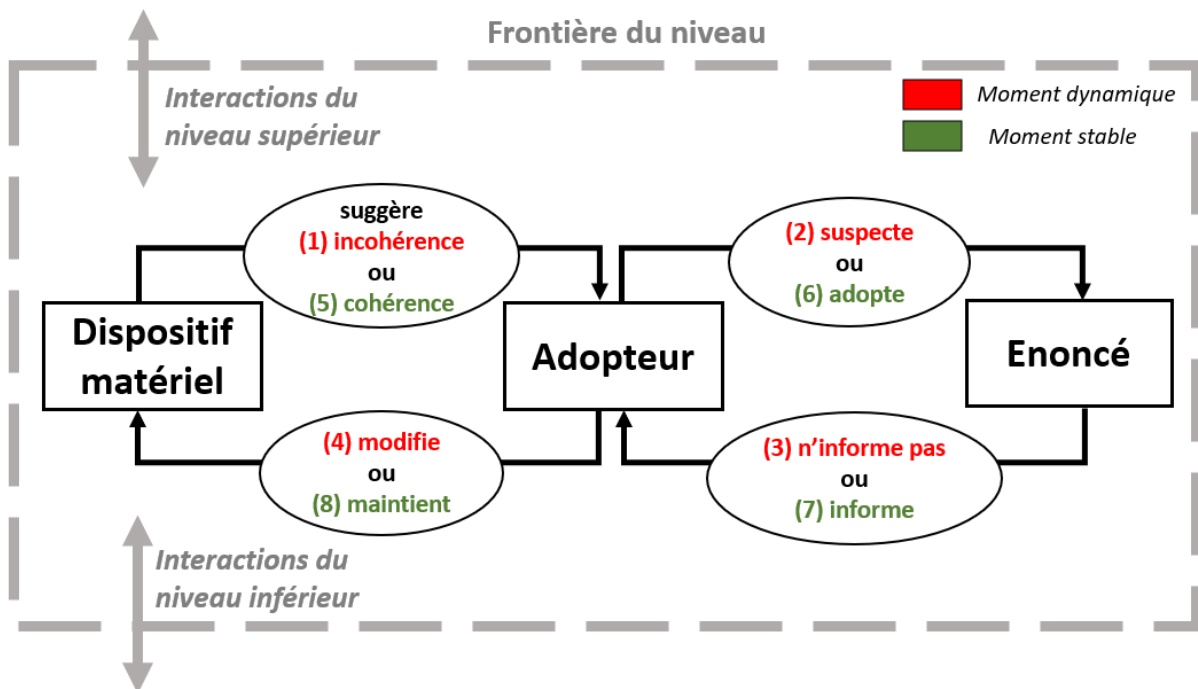 Frontière du niveau
Interactions du
niveau supérieur
Moment dynamique
Moment stable
suggère
(1) incohérence
ou
(5) cohérence
(2) suspecte
ou
(6) adopte
Dispositif
matériel
Adopteur
Enoncé
(4) modifie
ou
(8) maintient
(3) n'informe pas
ou
(7) informe
Interactions du
niveau inférieur